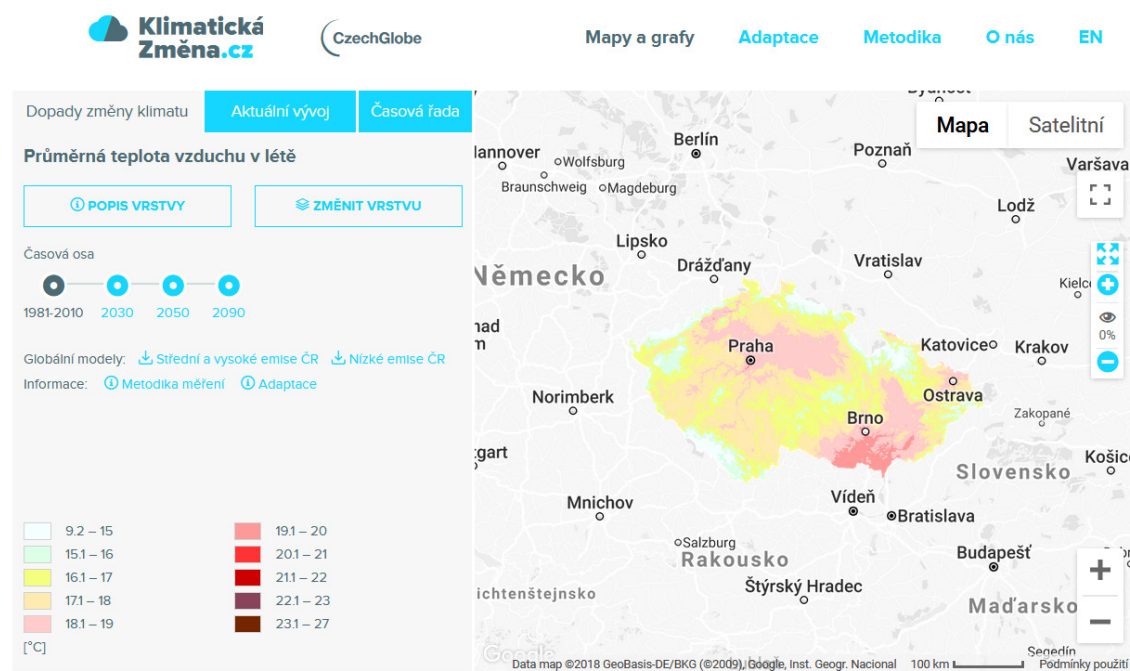 Klimatická
Změna.cz
CzechGlobe
Mapy a grafy
Adaptace
Metodika
O nás
EN
Dopady změny klimatu
Aktuální vývoj
Časová řada
Průměrná teplota vzduchu v létě
POPIS VRSTVY
ZMĚNIT VRSTVU
Časová osa
1981-2010
2030
2050
2090
Globální modely:
Střední a vysoké emise ČR
Nízké emise ČR
Informace:
Metodika měření
Adaptace
9.2 – 15
15.1 – 16
16.1 – 17
17.1 – 18
18.1 – 19
19.1 – 20
20.1 – 21
21.1 – 22
22.1 – 23
23.1 – 27
[°C]
Mapa
Satelitní
Berlín
Poznaň
Varšava
Wolfsburg
Braunschweig
Magdeburg
Lodž
Lipsko
Drážďany
Vratislav
Německo
0%
Praha
Katovice
Krakov
Norimberk
Ostrava
Brno
Zakopané
Slovensko
Mnichov
Vídeň
Bratislava
Salzburg
Rakousko
Budapešť
Štýrský Hradec
Maďarsko
Segedín
Google
Data map ©2018 GeoBasis-DE/BKG (©2009), Google, Inst. Geogr. Nacional
100 km
Podmínky použití